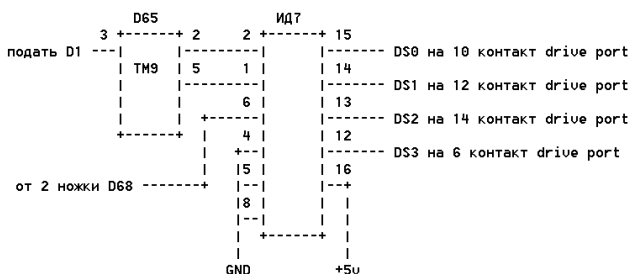 D65 ИД7
3 2 2 15
подать D1 DS0 на 10 контакт drive port
ТМ9 5 1 14
DS1 на 12 контакт drive port
6 13
DS2 на 14 контакт drive port
4 12
DS3 на 6 контакт drive port
5 16
от 2 ножки D68
8
GND +5v